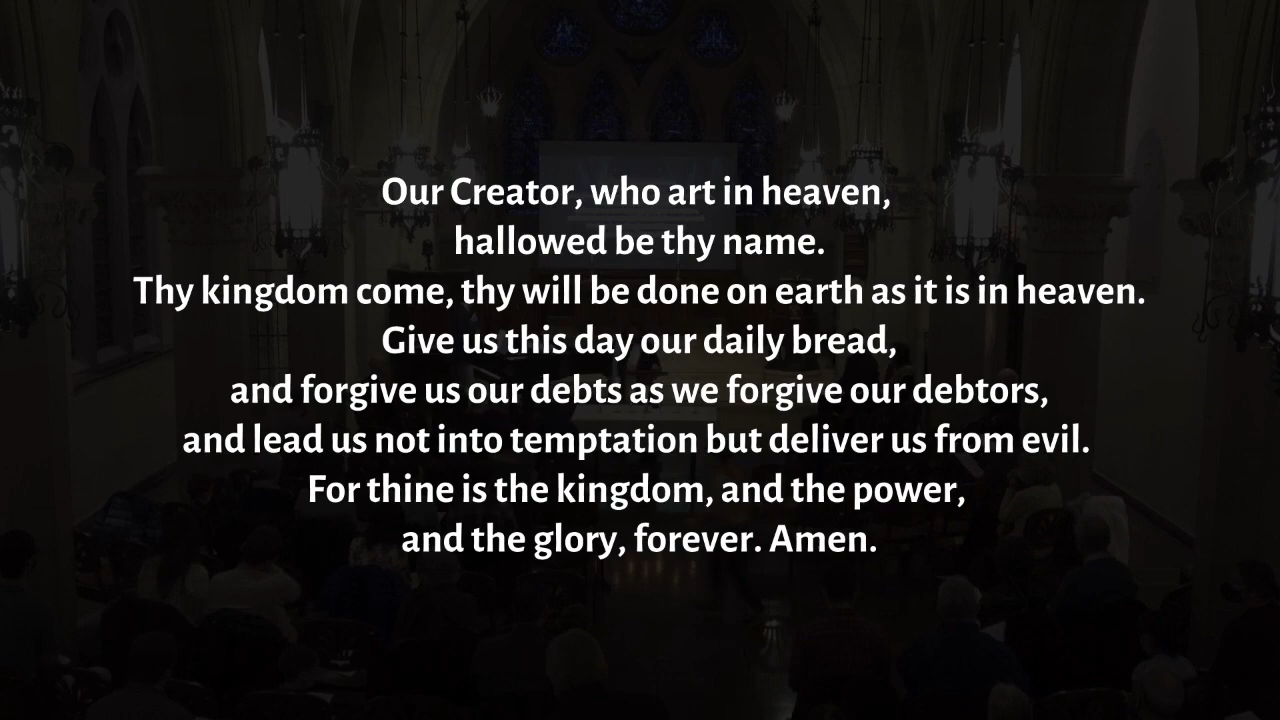 Our Creator, who art in heaven,
hallowed be thy name.
Thy kingdom come, thy will be done on earth as it is in heaven.
Give us this day our daily bread,
and forgive us our debts as we forgive our debtors,
and lead us not into temptation but deliver us from evil.
For thine is the kingdom, and the power,
and the glory, forever. Amen.